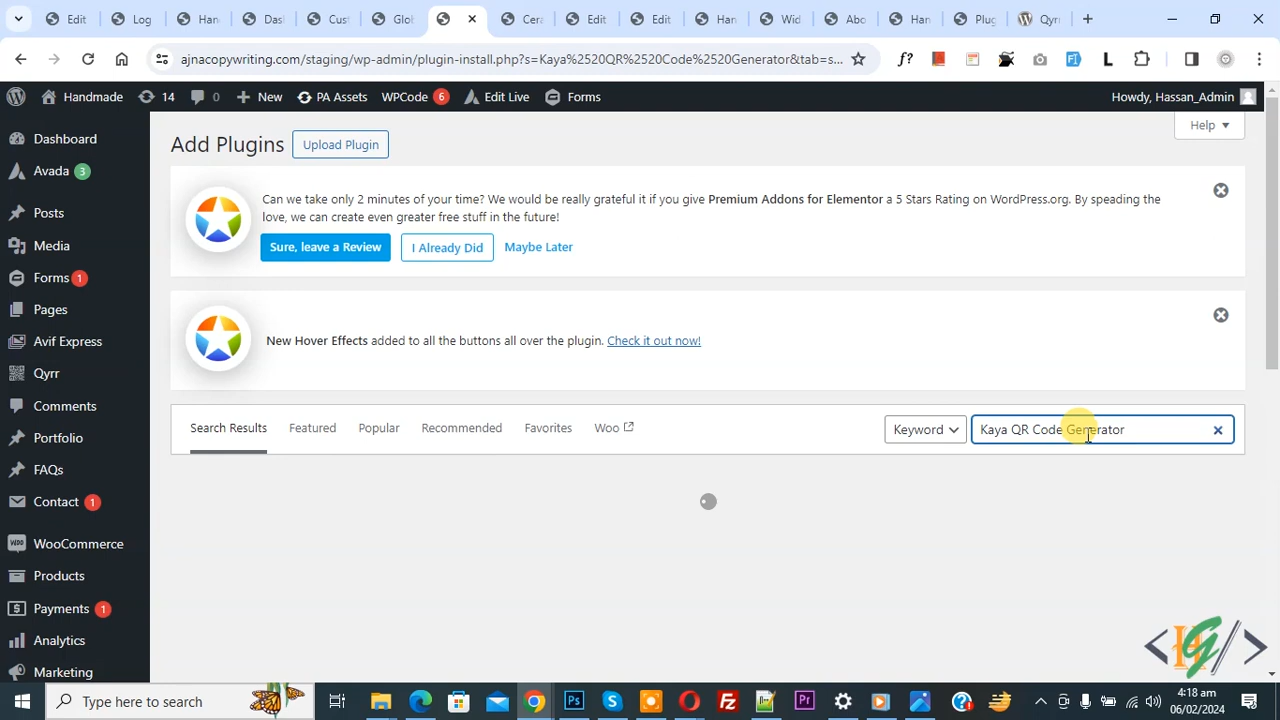 Edit
Log
Han
Das
Cus
Glo
Cer
Edit
Edit
Han
Wid
Abo
Han
Plug
Qyrr
ajnacopywriting.com/staging/wp-admin/plugin-install.php?s=Kaya%2520QR%2520Code%2520Generator&tab=s...
Handmade 14 0 New PA Assets WPCode 6 Edit Live Forms Howdy, Hassan_Admin
Help
Dashboard
Avada 3
Posts
Media
Forms 1
Pages
Avif Express
Qyrr
Comments
Portfolio
FAQs
Contact 1
WooCommerce
Products
Payments 1
Analytics
Marketing
Add Plugins Upload Plugin
Can we take only 2 minutes of your time? We would be really grateful it if you give Premium Addons for Elementor a 5 Stars Rating on WordPress.org. By speading the
love, we can create even greater free stuff in the future!
Sure, leave a Review I Already Did Maybe Later
New Hover Effects added to all the buttons all over the plugin. Check it out now!
Search Results Featured Popular Recommended Favorites Woo Keyword Kaya QR Code Generator
Type here to search
4:18 am
06/02/2024